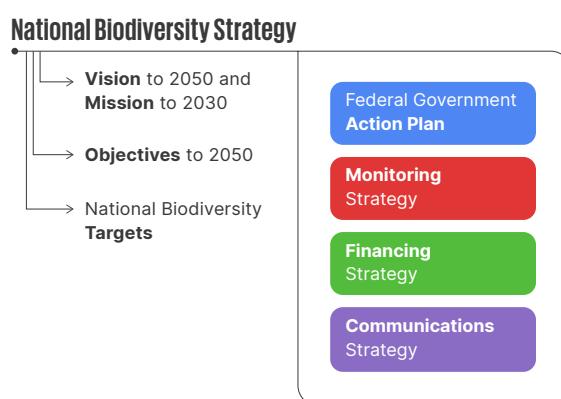 National Biodiversity Strategy
Vision to 2050 and
Mission to 2030
Objectives to 2050
National Biodiversity
Targets
Federal Government
Action Plan
Monitoring
Strategy
Financing
Strategy
Communications
Strategy